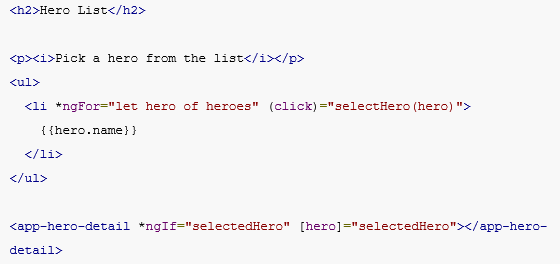 <h2>Hero List</h2>
<p><i>Pick a hero from the list</i></p>
<ul>
  <li *ngFor="let hero of heroes" (click)="selectHero(hero)">
    {{hero.name}}
  </li>
</ul>
<app-hero-detail *ngIf="selectedHero" [hero]="selectedHero"></app-hero-
detail>